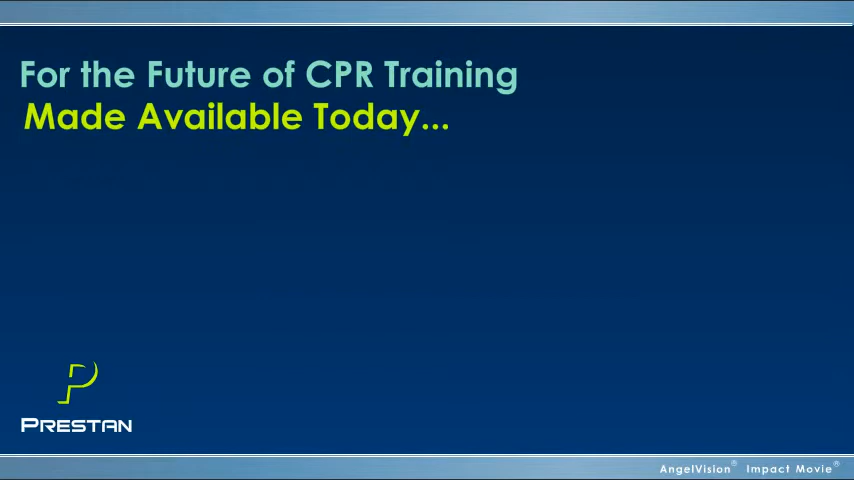 For the Future of CPR Training
Made Available Today...
PRESTAN
AngelVision® Impact Movie®